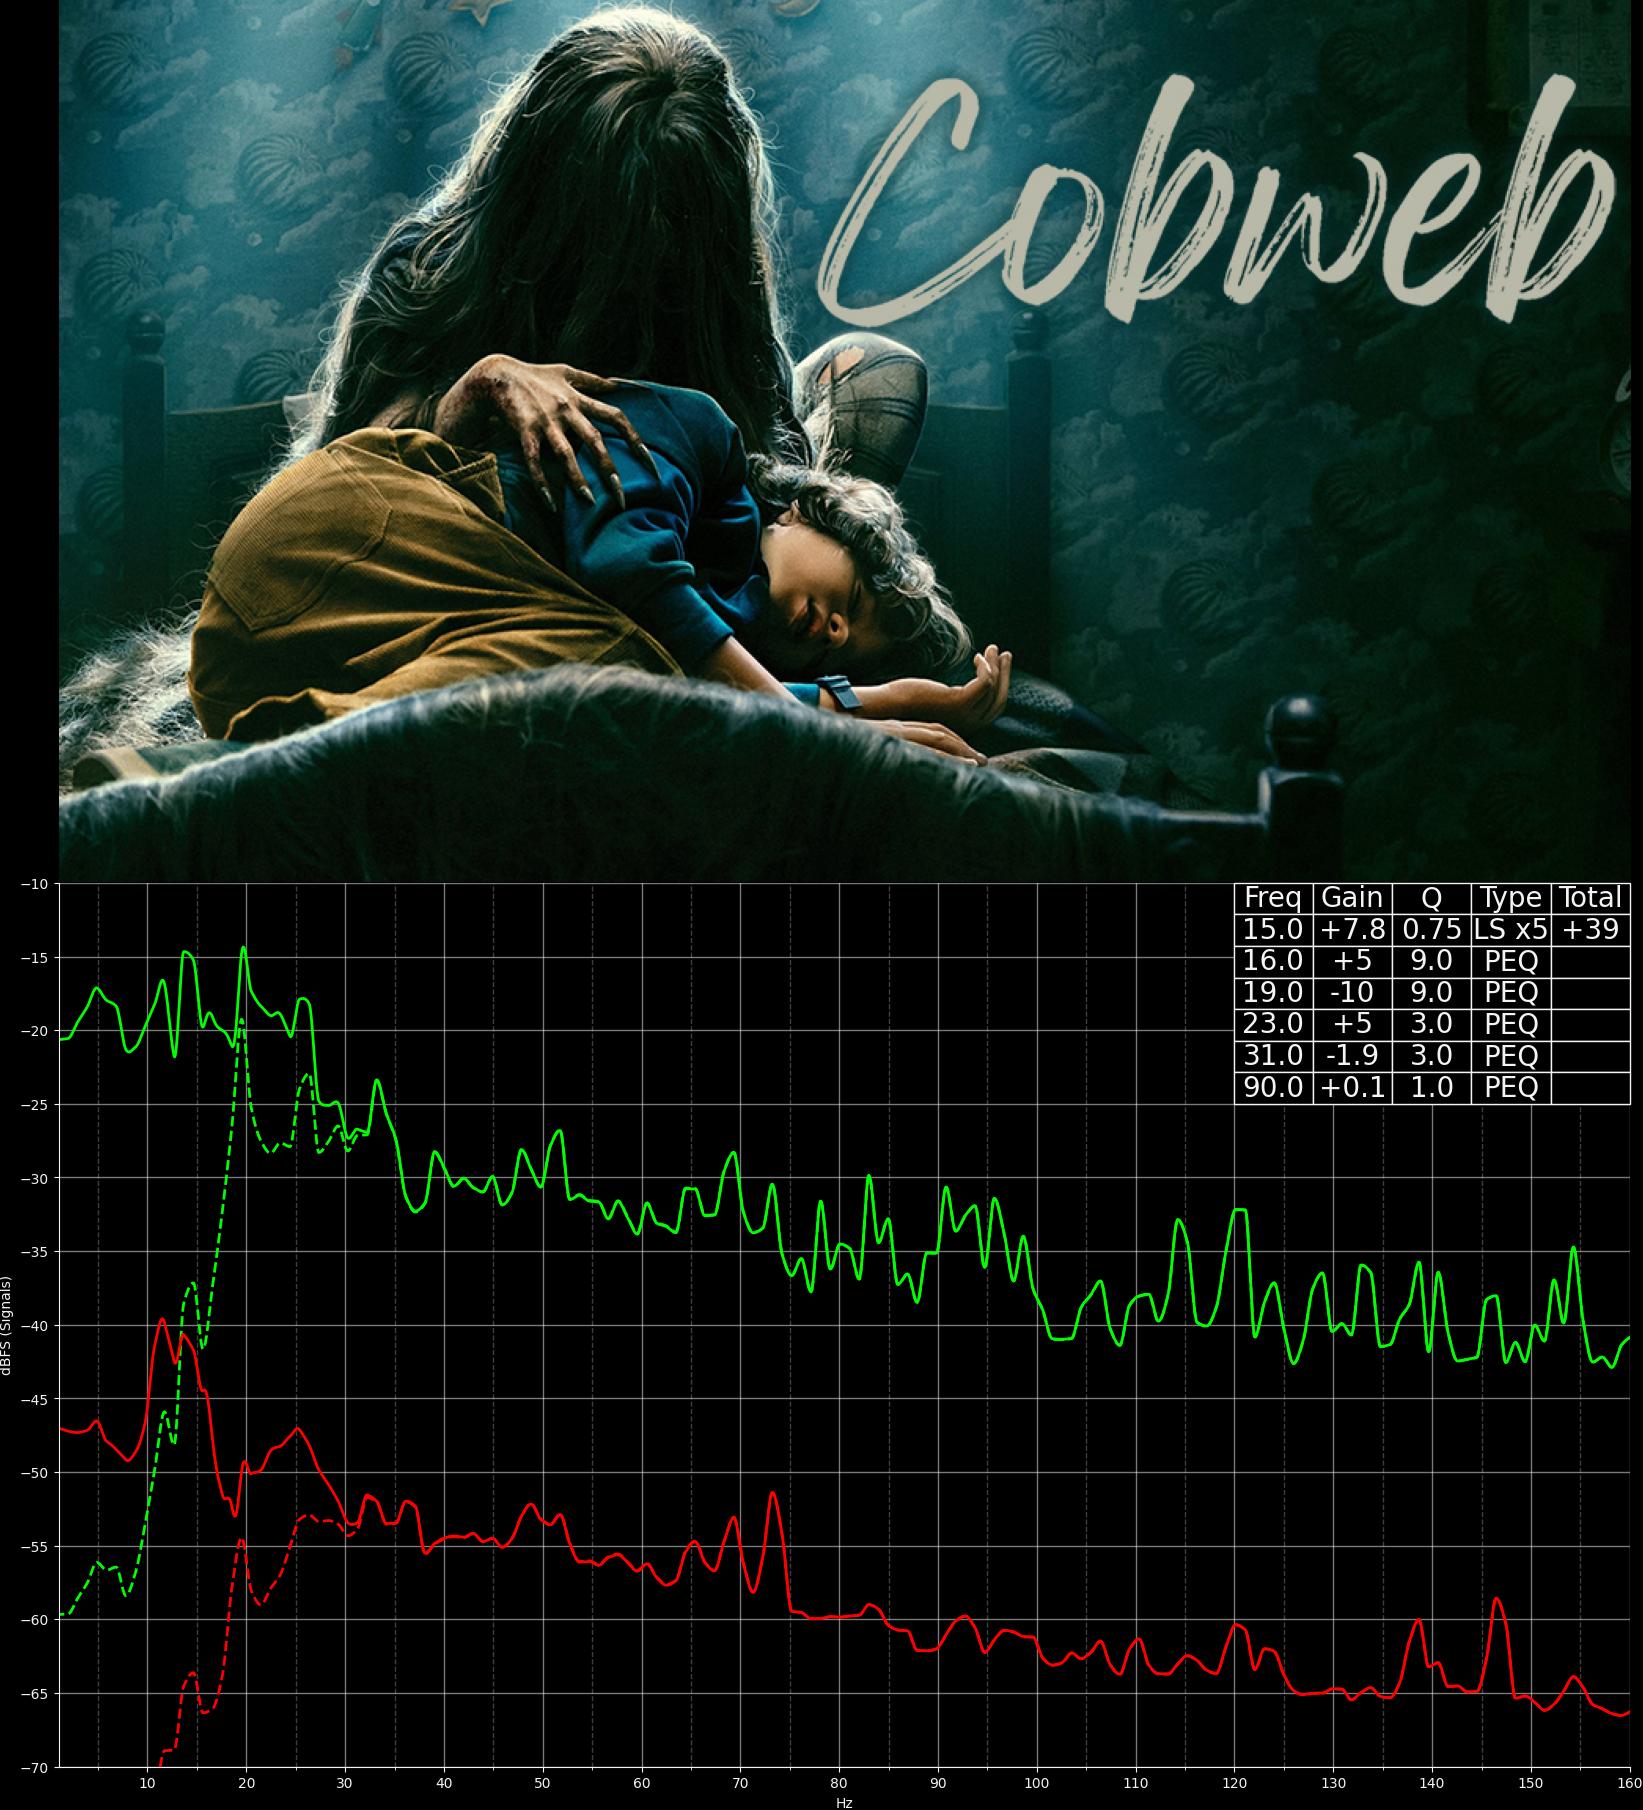 Cobweb
Freq Gain Q Type Total
15.0 +7.8 0.75 LS x5 +39
16.0 +5 9.0 PEQ
19.0 -10 9.0 PEQ
23.0 +5 3.0 PEQ
31.0 -1.9 3.0 PEQ
90.0 +0.1 1.0 PEQ
−10
−15
−20
−25
−30
−35
−40
−45
−50
−55
−60
−65
−70
dBFS (Signals)
10 20 30 40 50 60 70 80 90 100 110 120 130 140 150 160
Hz